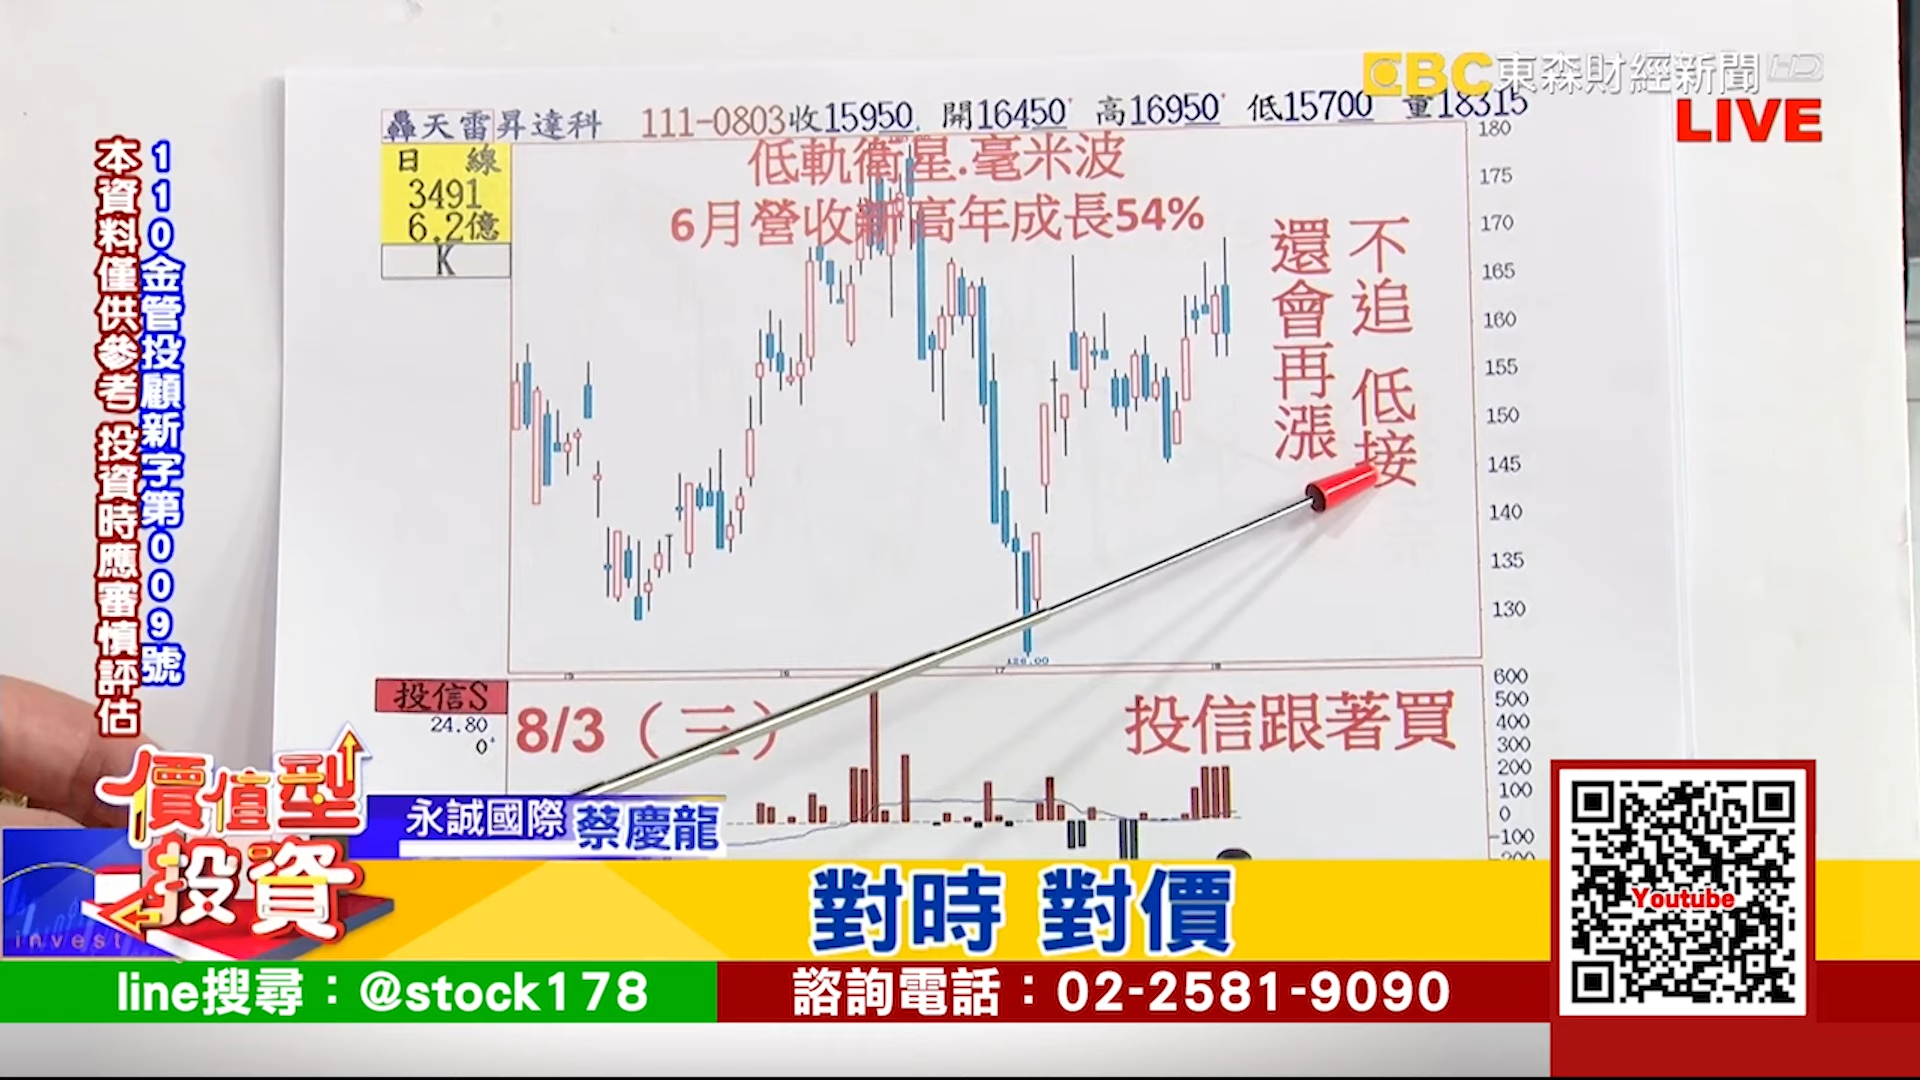 EBC東森財經新聞 HD
LIVE
本資料僅供參考 投資時應審慎評估
110金管投顧新字第009號
轟天雷昇達科 111-0803收15950 開16450 高16950 低15700 量18315
日 線
3491
6.2億
K
低軌衛星.毫米波
6月營收新高年成長54%
不追 低接
還會再漲
180
175
170
165
160
155
150
145
140
135
130
126.00
投信S
24.80
0
8/3（三）
投信跟著買
600
500
400
300
200
100
0
-100
-200
價值型
投資
invest
永誠國際 蔡慶龍
對時 對價
Youtube
line搜尋：@stock178
諮詢電話：02-2581-9090